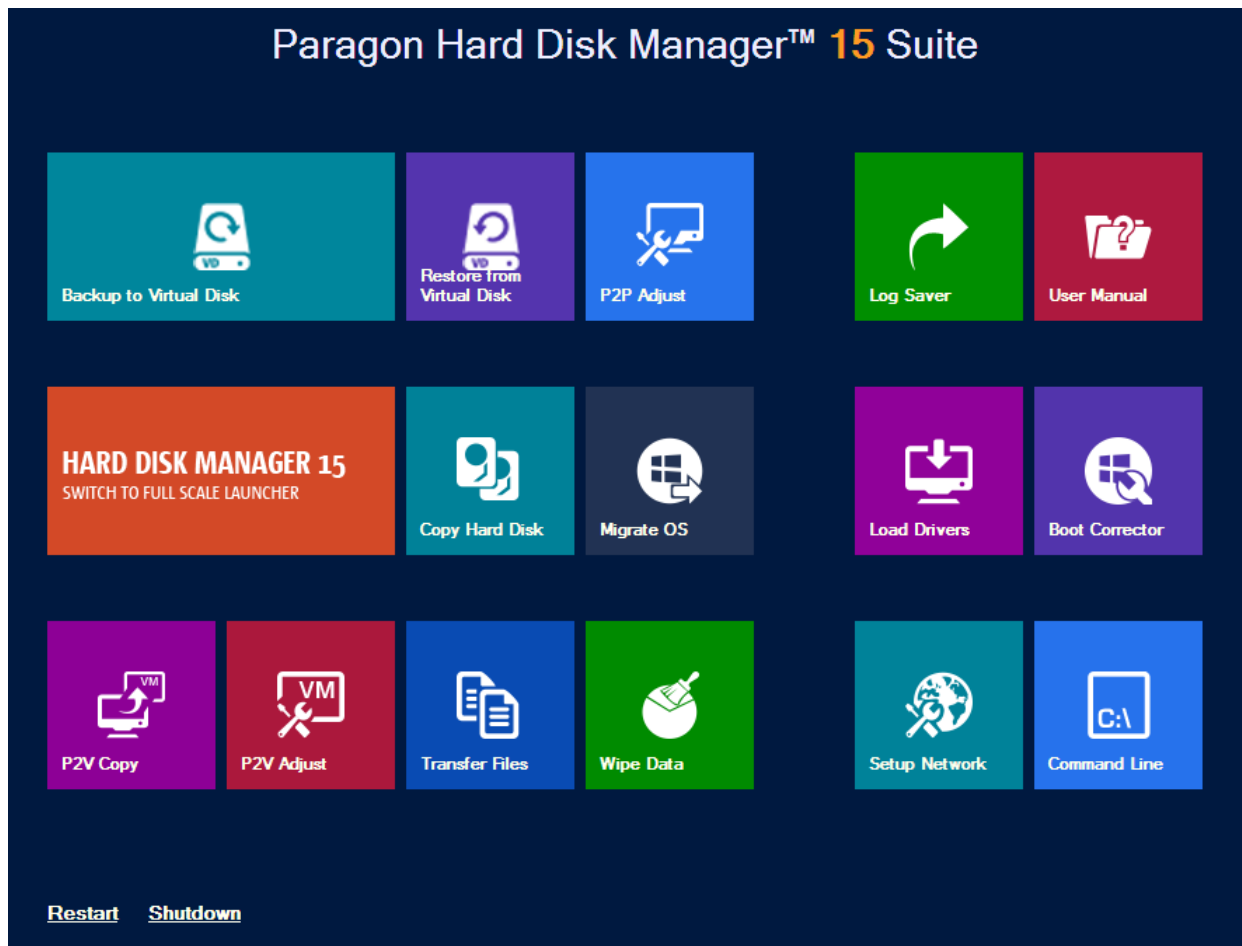 Paragon Hard Disk Manager™ 15 Suite
VD
Backup to Virtual Disk
VD
Restore from
Virtual Disk
P2P Adjust
Log Saver
?
User Manual
HARD DISK MANAGER 15
SWITCH TO FULL SCALE LAUNCHER
Copy Hard Disk
Migrate OS
Load Drivers
Boot Corrector
VM
P2V Copy
VM
P2V Adjust
Transfer Files
Wipe Data
Setup Network
C:\
Command Line
Restart Shutdown